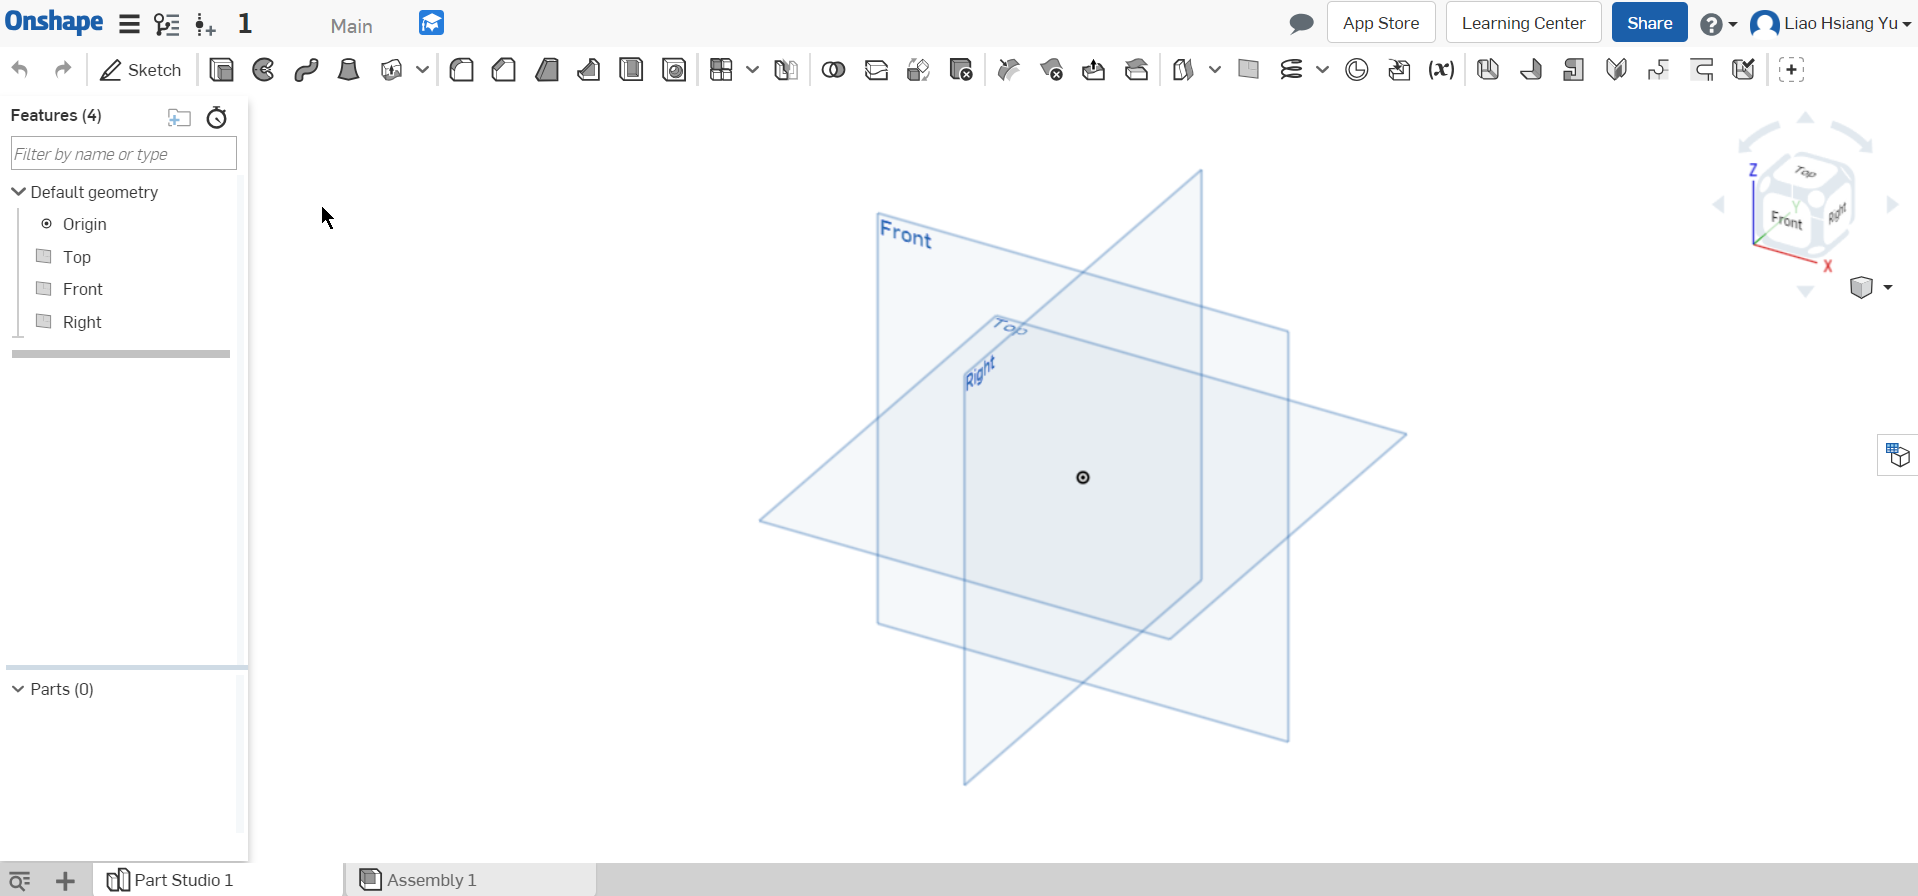 Onshape
1
Main
App Store
Learning Center
Share
Liao Hsiang Yu
Sketch
(x)
Features (4)
Filter by name or type
Default geometry
Origin
Top
Front
Right
Parts (0)
Front
Top
Right
Z
Top
Y
Front
Right
X
Part Studio 1
Assembly 1